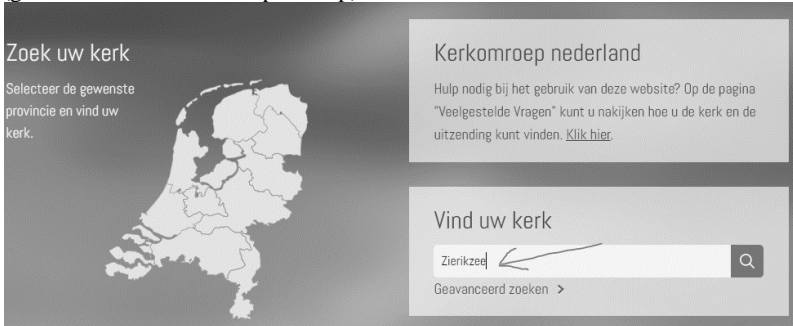 Zoek uw kerk
Selecteer de gewenste
provincie en vind uw
kerk.
Kerkomroep nederland
Hulp nodig bij het gebruik van deze website? Op de pagina
"Veelgestelde Vragen" kunt u nakijken hoe u de kerk en de
uitzending kunt vinden. Klik hier.
Vind uw kerk
Zierikzee
Geavanceerd zoeken >